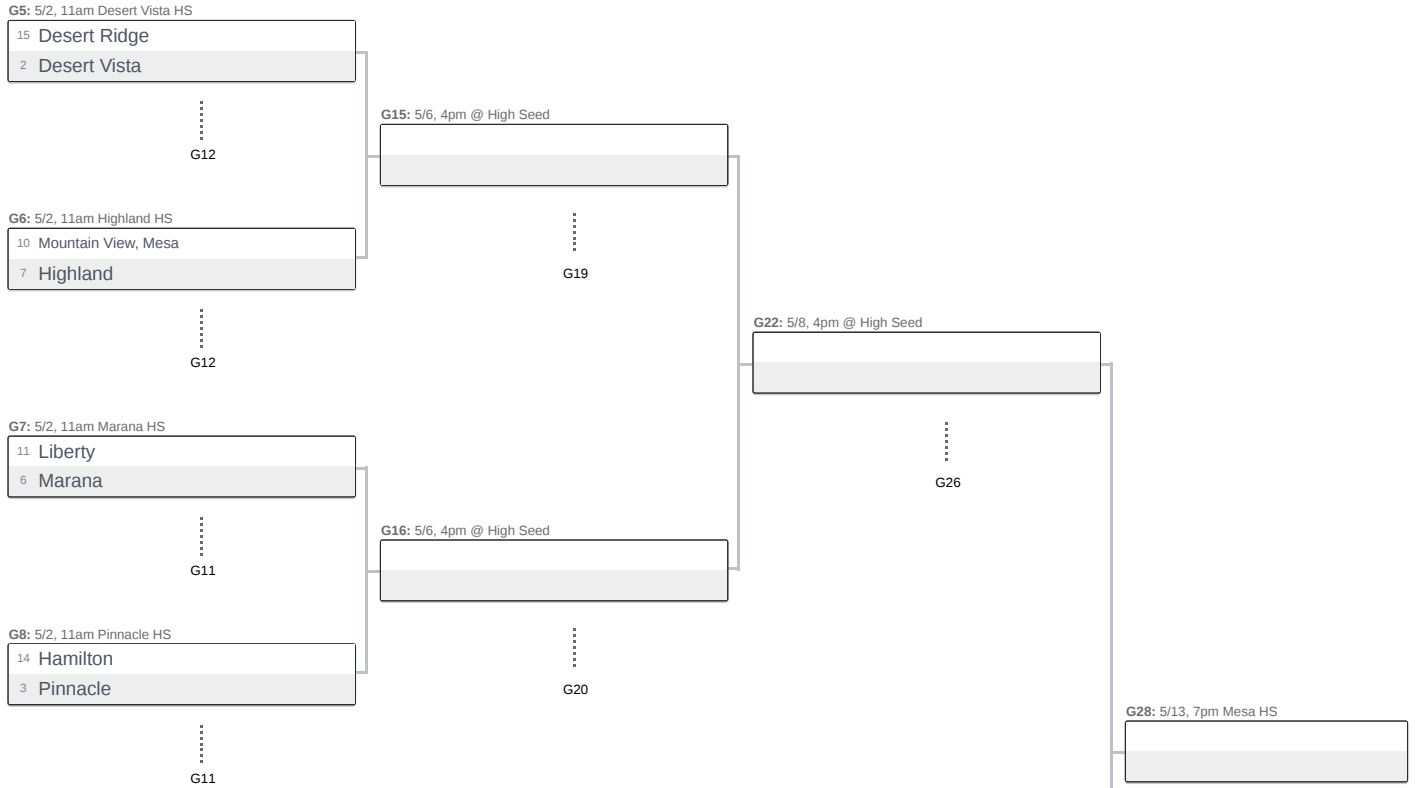 G5: 5/2, 11am Desert Vista HS
15 Desert Ridge
2 Desert Vista
G12
G6: 5/2, 11am Highland HS
10 Mountain View, Mesa
7 Highland
G12
G7: 5/2, 11am Marana HS
11 Liberty
6 Marana
G11
G8: 5/2, 11am Pinnacle HS
14 Hamilton
3 Pinnacle
G11
G15: 5/6, 4pm @ High Seed
G19
G16: 5/6, 4pm @ High Seed
G20
G22: 5/8, 4pm @ High Seed
G26
G28: 5/13, 7pm Mesa HS